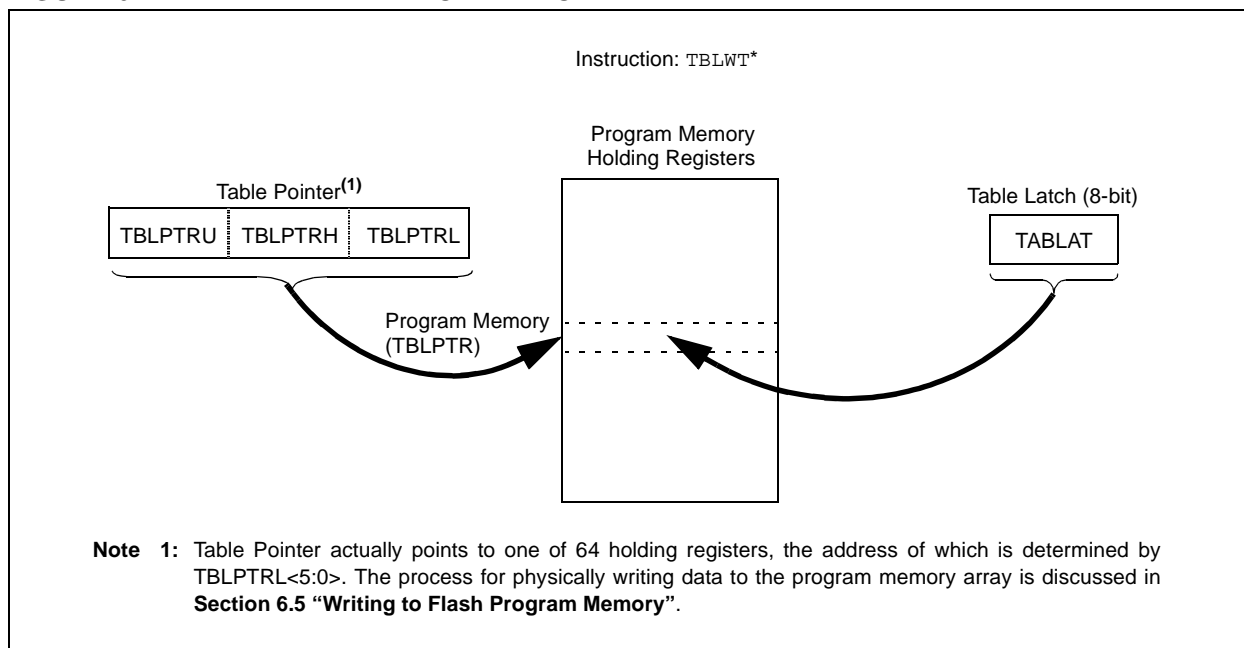 Instruction: TBLWT*
Program Memory
Holding Registers
Table Pointer(1)
Table Latch (8-bit)
TBLPTRU TBLPTRH TBLPTRL
TABLAT
Program Memory
(TBLPTR)
Note 1: Table Pointer actually points to one of 64 holding registers, the address of which is determined by
TBLPTRL<5:0>. The process for physically writing data to the program memory array is discussed in
Section 6.5 “Writing to Flash Program Memory”.